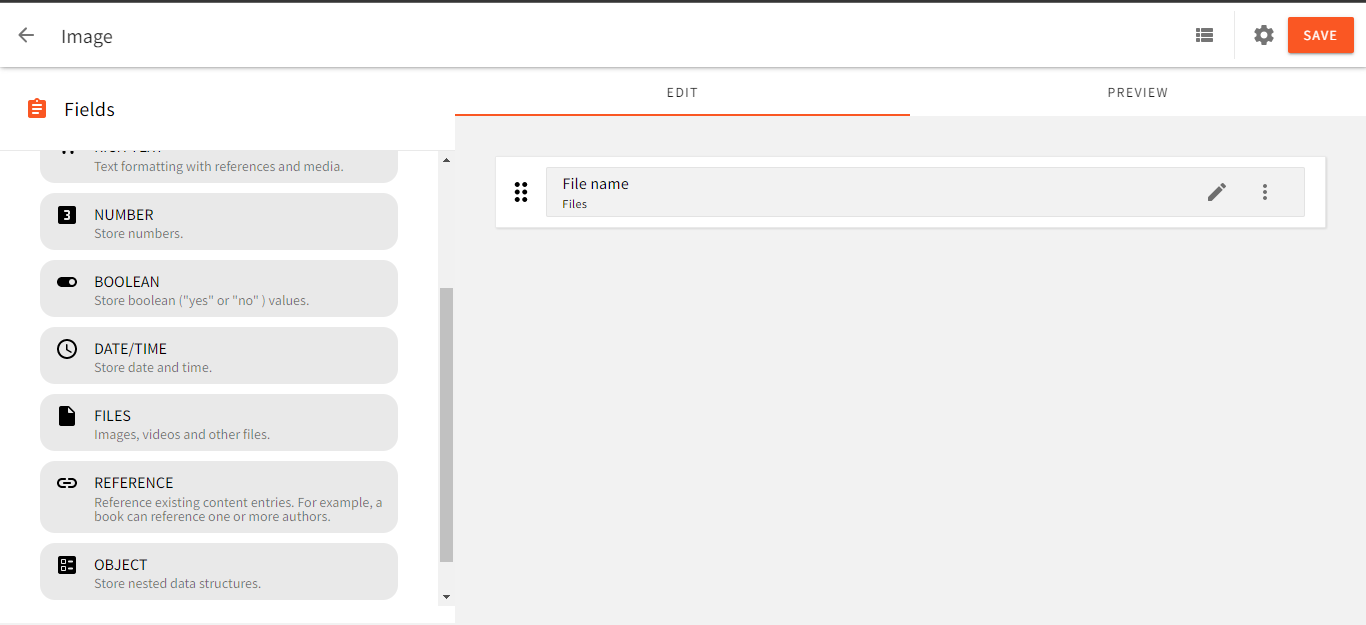 Image
SAVE
Fields
EDIT
PREVIEW
Text formatting with references and media.
NUMBER
Store numbers.
BOOLEAN
Store boolean ("yes" or "no" ) values.
DATE/TIME
Store date and time.
FILES
Images, videos and other files.
REFERENCE
Reference existing content entries. For example, a
book can reference one or more authors.
OBJECT
Store nested data structures.
File name
Files